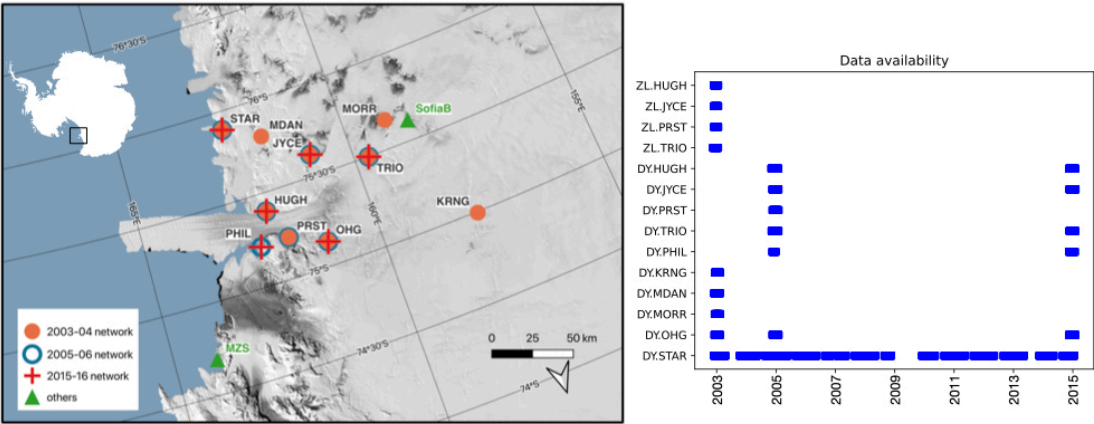 76°30'S
155°E
76°S
STAR
MDAN
JYCE
MORR
SofiaB
TRIO
75°30'S
165°E
HUGH
160°E
KRNG
PHIL
PRST
OHG
75°S
2003-04 network
2005-06 network
2015-16 network
others
MZS
0 25 50 km
74°30'S
74°S
Data availability
ZL.HUGH
ZL.JYCE
ZL.PRST
ZL.TRIO
DY.HUGH
DY.JYCE
DY.PRST
DY.TRIO
DY.PHIL
DY.KRNG
DY.MDAN
DY.MORR
DY.OHG
DY.STAR
2003 2005 2007 2009 2011 2013 2015